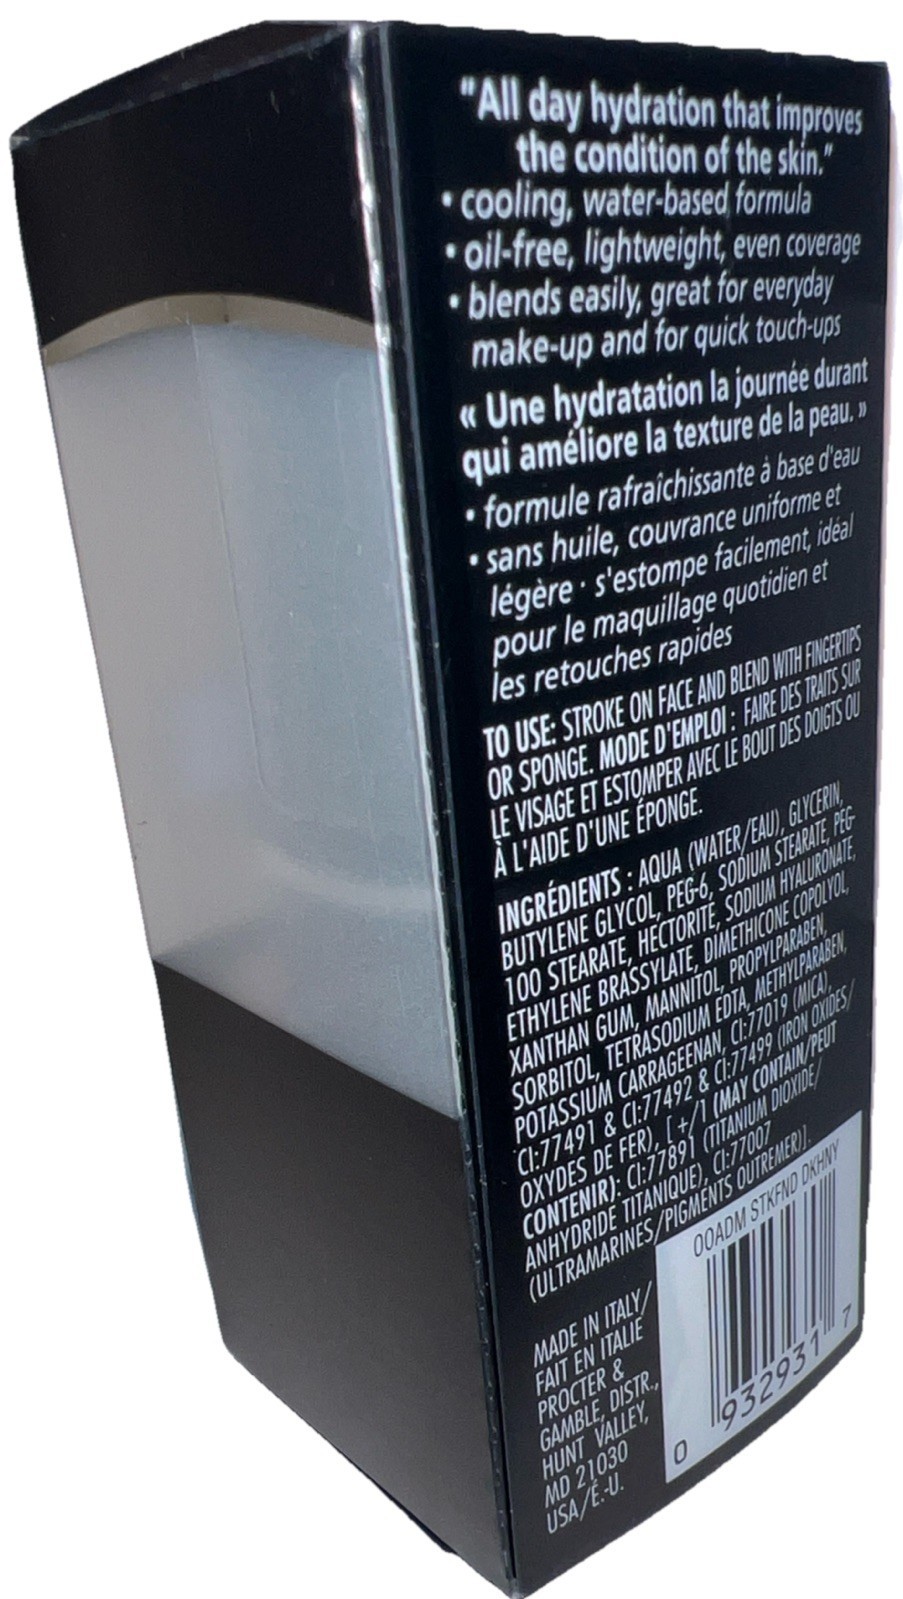 "All day hydration that improves
the condition of the skin."
• cooling, water-based formula
• oil-free, lightweight, even coverage
• blends easily, great for everyday
make-up and for quick touch-ups
« Une hydratation la journée durant
qui améliore la texture de la peau. »
• formule rafraîchissante à base d'eau
• sans huile, couvrance uniforme et
légère · s'estompe facilement, idéal
pour le maquillage quotidien et
les retouches rapides
TO USE: STROKE ON FACE AND BLEND WITH FINGERTIPS
OR SPONGE. MODE D'EMPLOI : FAIRE DES TRAITS SUR
LE VISAGE ET ESTOMPER AVEC LE BOUT DES DOIGTS OU
À L'AIDE D'UNE ÉPONGE.
INGRÉDIENTS : AQUA (WATER/EAU), GLYCERIN,
BUTYLENE GLYCOL, PEG-6, SODIUM STEARATE, PEG-
100 STEARATE, HECTORITE, SODIUM HYALURONATE,
ETHYLENE BRASSYLATE, DIMETHICONE COPOLYOL,
XANTHAN GUM, MANNITOL, PROPYLPARABEN,
SORBITOL, TETRASODIUM EDTA, METHYLPARABEN,
POTASSIUM CARRAGEENAN, CI:77019 (MICA),
CI:77491 & CI:77492 & CI:77499 (IRON OXIDES/
OXYDES DE FER), [+/1 (MAY CONTAIN/PEUT
CONTENIR): CI:77891 (TITANIUM DIOXIDE/
ANHYDRIDE TITANIQUE), CI:77007
(ULTRAMARINES/PIGMENTS OUTREMER)].
MADE IN ITALY/
FAIT EN ITALIE
PROCTER &
GAMBLE, DISTR.,
HUNT VALLEY,
MD 21030
USA/É.-U.
00ADM STKFND DKHNY
0 932931 7